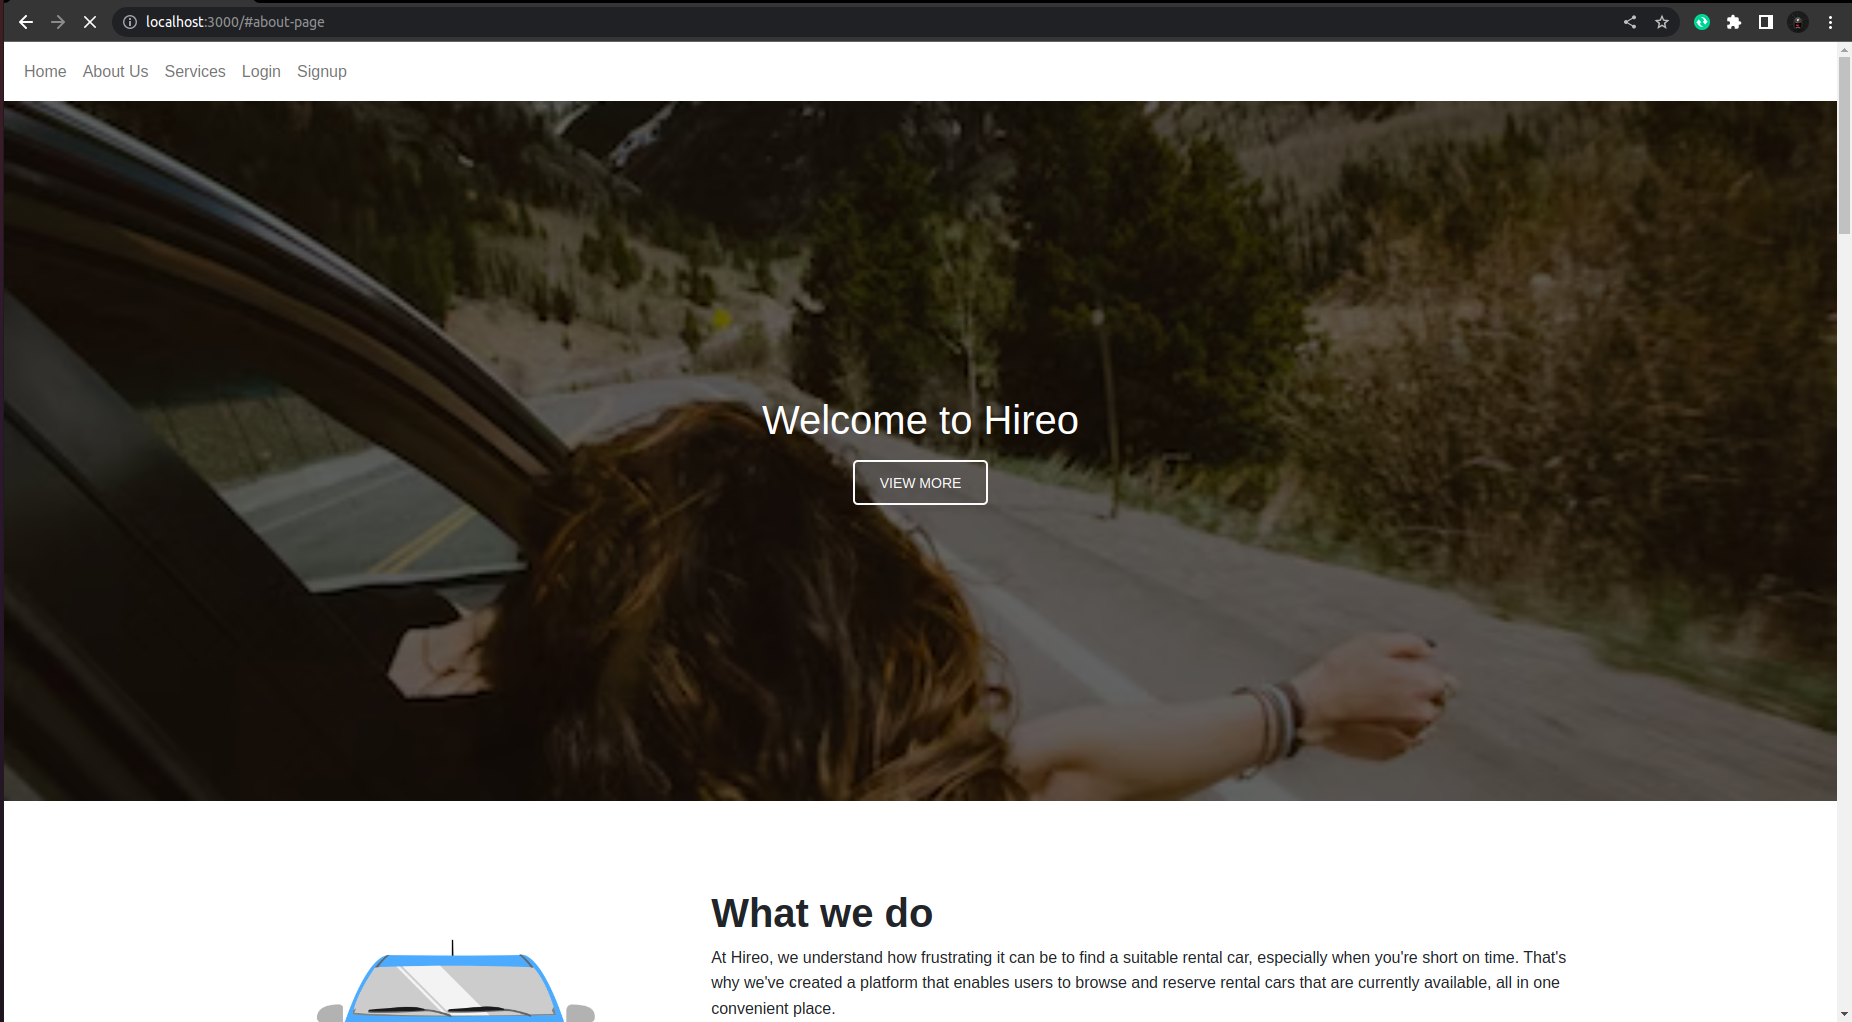 localhost:3000/#about-page
Home About Us Services Login Signup
Welcome to Hireo
VIEW MORE
What we do
At Hireo, we understand how frustrating it can be to find a suitable rental car, especially when you're short on time. That's
why we've created a platform that enables users to browse and reserve rental cars that are currently available, all in one
convenient place.